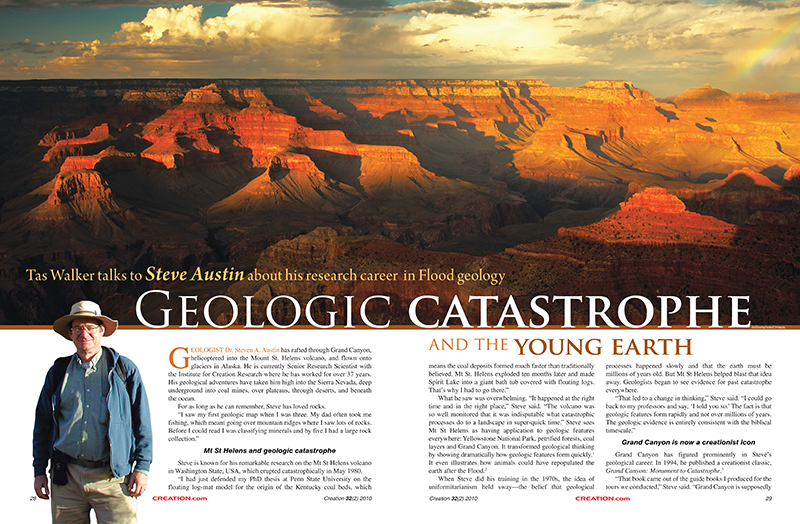 Tas Walker talks to Steve Austin about his research career in Flood geology
GEOLOGIC CATASTROPHE
AND THE YOUNG EARTH
GEOLOGIST Dr. Steven A. Austin has rafted through Grand Canyon,
helicoptered into the Mount St. Helens volcano, and flown onto
glaciers in Alaska. He is currently Senior Research Scientist with
the Institute for Creation Research where he has worked for over 37 years.
His geological adventures have taken him high into the Sierra Nevada, deep
underground into coal mines, over plateaus, through deserts, and beneath
the ocean.
For as long as he can remember, Steve has loved rocks.
“I saw my first geologic map when I was three. My dad often took me
fishing, which meant going over mountain ridges where I saw lots of rocks.
Before I could read I was classifying minerals and by five I had a large rock
collection.”
Mt St Helens and geologic catastrophe
Steve is known for his remarkable research on the Mt St Helens volcano
in Washington State, USA, which erupted catastrophically in May 1980.
“I had just defended my PhD thesis at Penn State University on the
floating log-mat model for the origin of the Kentucky coal beds, which
28
CREATION.com
Creation 32(2) 2010
means the coal deposits formed much faster than traditionally
believed. Mt St. Helens exploded ten months later and made
Spirit Lake into a giant bath tub covered with floating logs.
That’s why I had to go there.”
What he saw was overwhelming. “It happened at the right
time and in the right place,” Steve said. “The volcano was
so well monitored that it was indisputable what catastrophic
processes do to a landscape in super-quick time.” Steve sees
Mt St Helens as having application to geologic features
everywhere: Yellowstone National Park, petrified forests, coal
layers and Grand Canyon. It transformed geological thinking
by showing dramatically how geologic features form quickly.1
It even illustrates how animals could have repopulated the
earth after the Flood.2
When Steve did his training in the 1970s, the idea of
uniformitarianism held sway—the belief that geological
processes happened slowly and that the earth must be
millions of years old. But Mt St Helens helped blast that idea
away. Geologists began to see evidence for past catastrophe
everywhere.
“That led to a change in thinking,” Steve said. “I could go
back to my professors and say, ‘I told you so.’ The fact is that
geologic features form rapidly and not over millions of years.
The geologic evidence is entirely consistent with the biblical
timescale.”
Grand Canyon is now a creationist icon
Grand Canyon has figured prominently in Steve’s
geological career. In 1994, he published a creationist classic,
Grand Canyon: Monument to Catastrophe.3
“That book came out of the guide books I produced for the
tours we conducted,” Steve said. “Grand Canyon is supposedly
Creation 32(2) 2010
CREATION.com
29